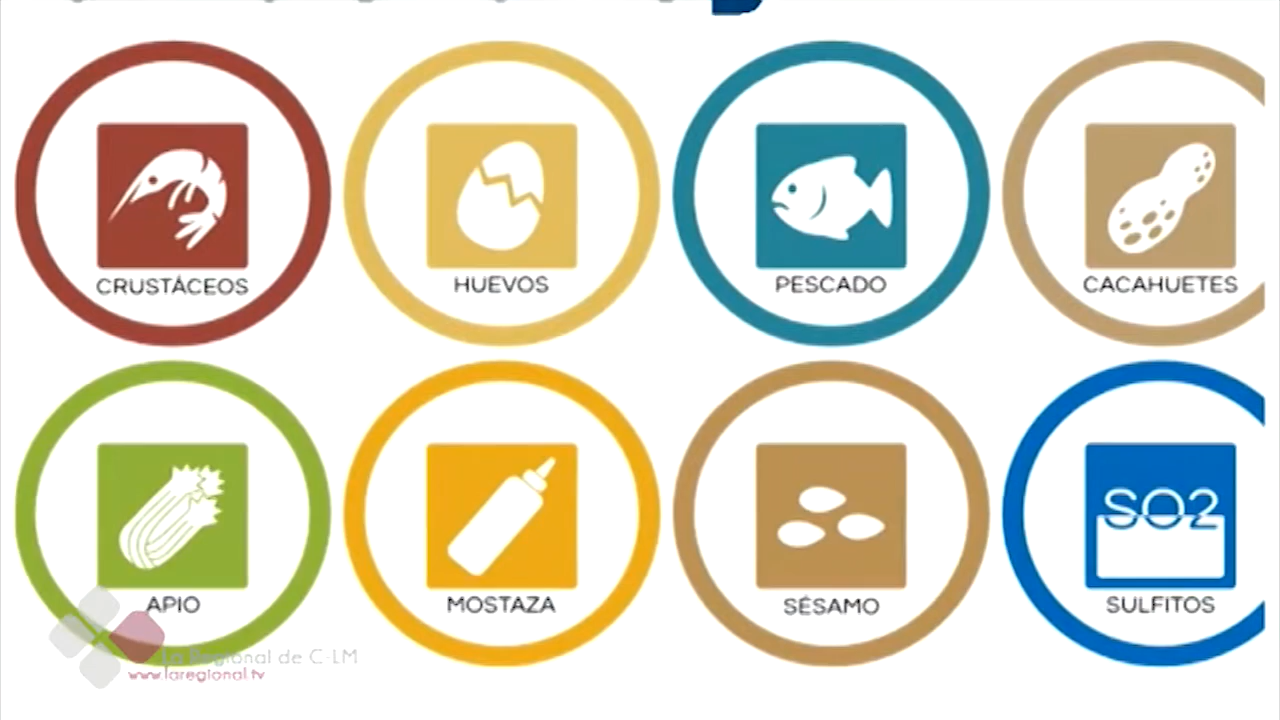 CRUSTÁCEOS
HUEVOS
PESCADO
CACAHUETES
SO2
APIO
MOSTAZA
SÉSAMO
SULFITOS
La Regional de C-LM
www.laregional.tv